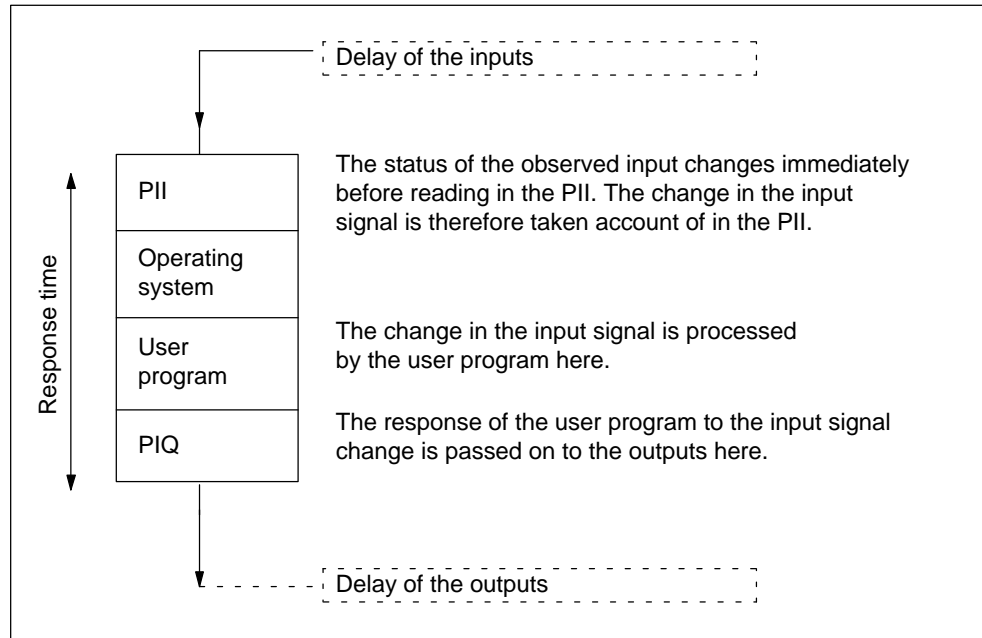 Delay of the inputs
Response time
PII
The status of the observed input changes immediately
before reading in the PII. The change in the input
signal is therefore taken account of in the PII.
Operating
system
User
program
The change in the input signal is processed
by the user program here.
PIQ
The response of the user program to the input signal
change is passed on to the outputs here.
Delay of the outputs